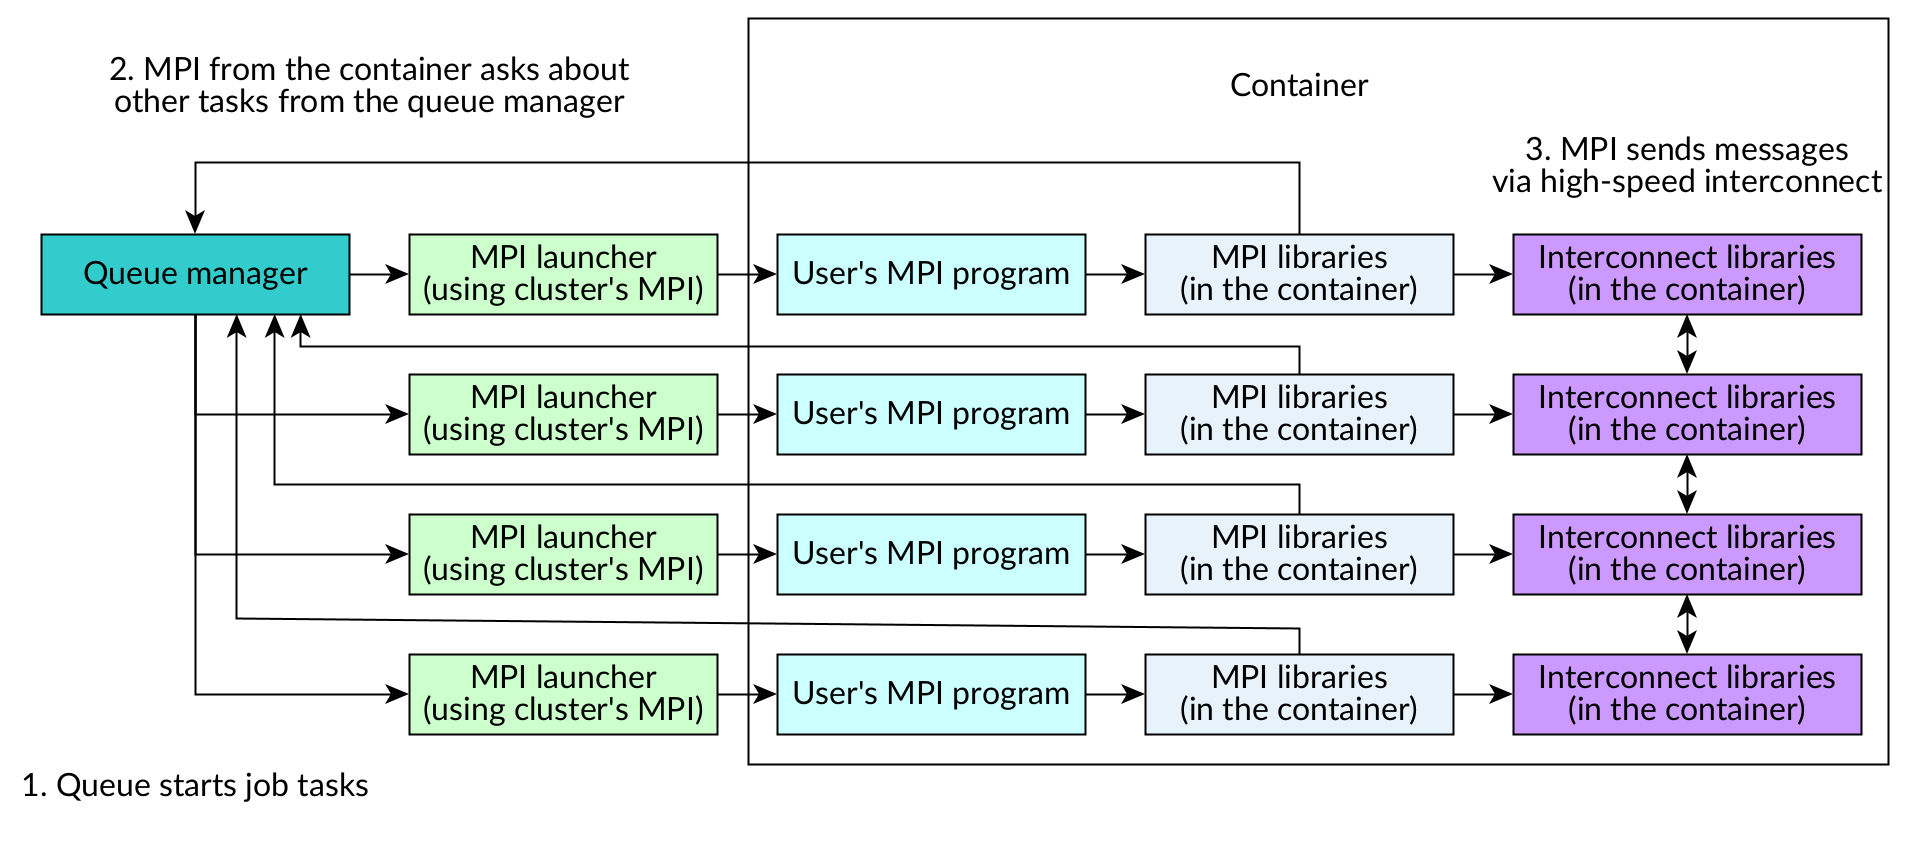 2. MPI from the container asks about
other tasks from the queue manager
Container
3. MPI sends messages
via high-speed interconnect
Queue manager
MPI launcher
(using cluster's MPI)
User's MPI program
MPI libraries
(in the container)
Interconnect libraries
(in the container)
MPI launcher
(using cluster's MPI)
User's MPI program
MPI libraries
(in the container)
Interconnect libraries
(in the container)
MPI launcher
(using cluster's MPI)
User's MPI program
MPI libraries
(in the container)
Interconnect libraries
(in the container)
MPI launcher
(using cluster's MPI)
User's MPI program
MPI libraries
(in the container)
Interconnect libraries
(in the container)
1. Queue starts job tasks